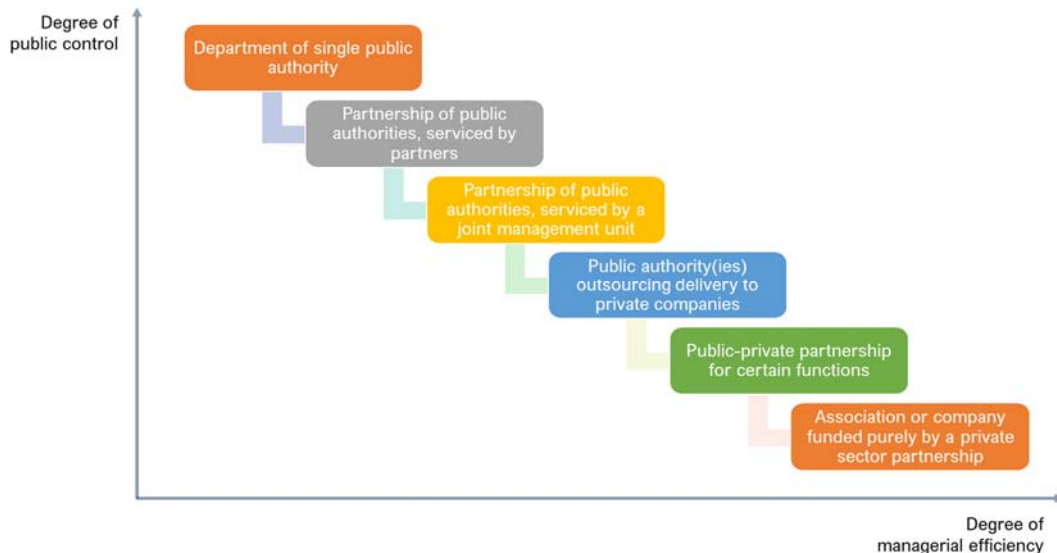 Degree of
public control
Department of single public
authority
Partnership of public
authorities, serviced by
partners
Partnership of public
authorities, serviced by a
joint management unit
Public authority(ies)
outsourcing delivery to
private companies
Public-private partnership
for certain functions
Association or company
funded purely by a private
sector partnership
Degree of
managerial efficiency